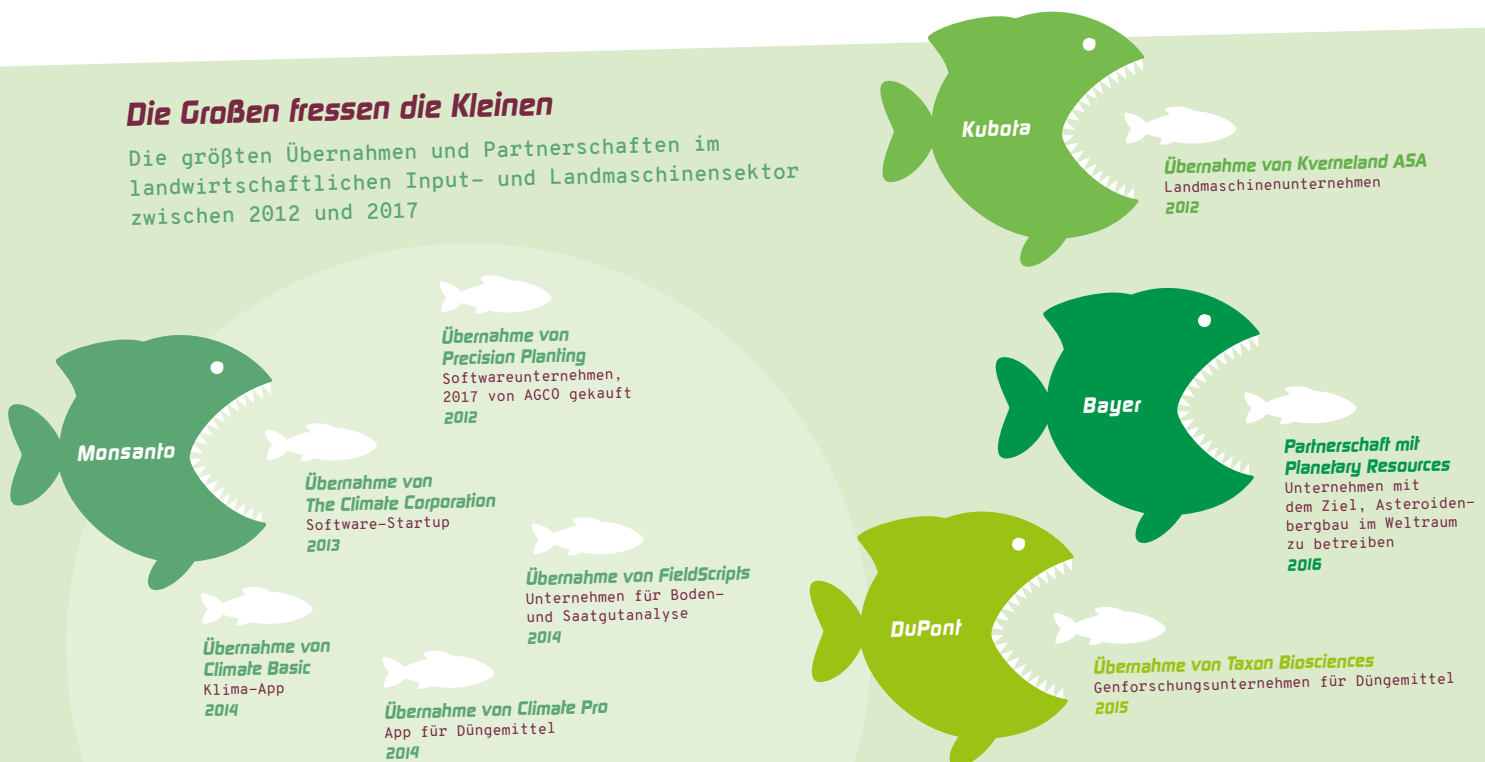 Die Großen fressen die Kleinen
Die größten Übernahmen und Partnerschaften im
landwirtschaftlichen Input- und Landmaschinensektor
zwischen 2012 und 2017
Kubota
Übernahme von Kverneland ASA
Landmaschinenunternehmen
2012
Monsanto
Übernahme von
Precision Planting
Softwareunternehmen,
2017 von AGCO gekauft
2012
Übernahme von
The Climate Corporation
Software-Startup
2013
Übernahme von FieldScripts
Unternehmen für Boden-
und Saatgutanalyse
2014
Übernahme von
Climate Basic
Klima-App
2014
Übernahme von Climate Pro
App für Düngemittel
2014
Bayer
Partnerschaft mit
Planetary Resources
Unternehmen mit
dem Ziel, Asteroiden-
bergbau im Weltraum
zu betreiben
2016
DuPont
Übernahme von Taxon Biosciences
Genforschungsunternehmen für Düngemittel
2015